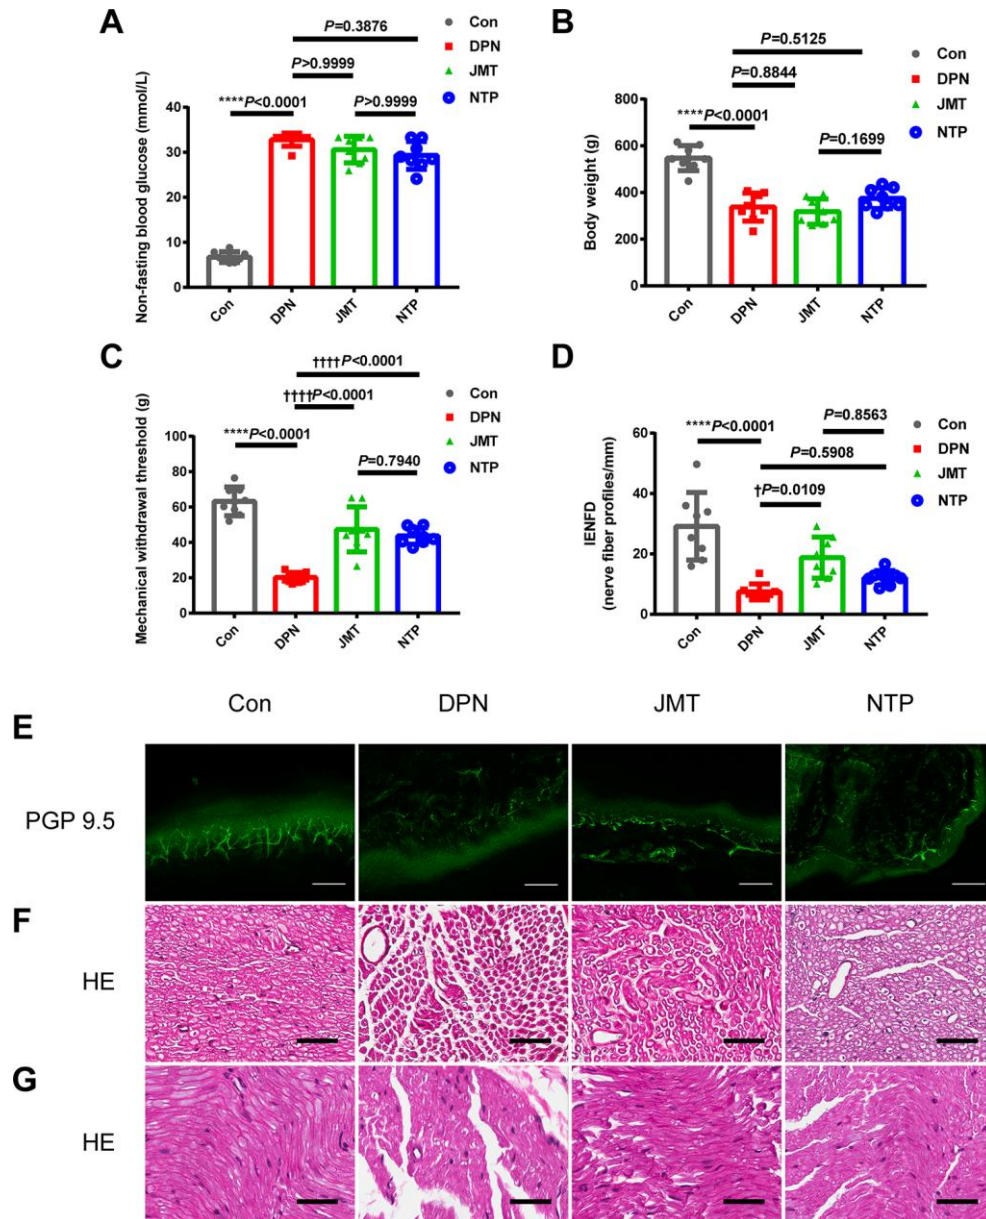 A
P=0.3876
P>0.9999
****P<0.0001
P>0.9999
Con
DPN
JMT
NTP
Non-fasting blood glucose (mmol/L)
40
30
20
10
0
Con
DPN
JMT
NTP
B
P=0.5125
P=0.8844
****P<0.0001
P=0.1699
Con
DPN
JMT
NTP
Body weight (g)
800
600
400
200
0
Con
DPN
JMT
NTP
C
††††P<0.0001
††††P<0.0001
****P<0.0001
P=0.7940
Con
DPN
JMT
NTP
Mechanical withdrawal threshold (g)
100
80
60
40
20
0
Con
DPN
JMT
NTP
D
P=0.8563
****P<0.0001
P=0.5908
†P=0.0109
Con
DPN
JMT
NTP
IENFD
(nerve fiber profiles/mm)
60
40
20
0
Con
DPN
JMT
NTP
Con DPN JMT NTP
E
PGP 9.5
F
HE
G
HE